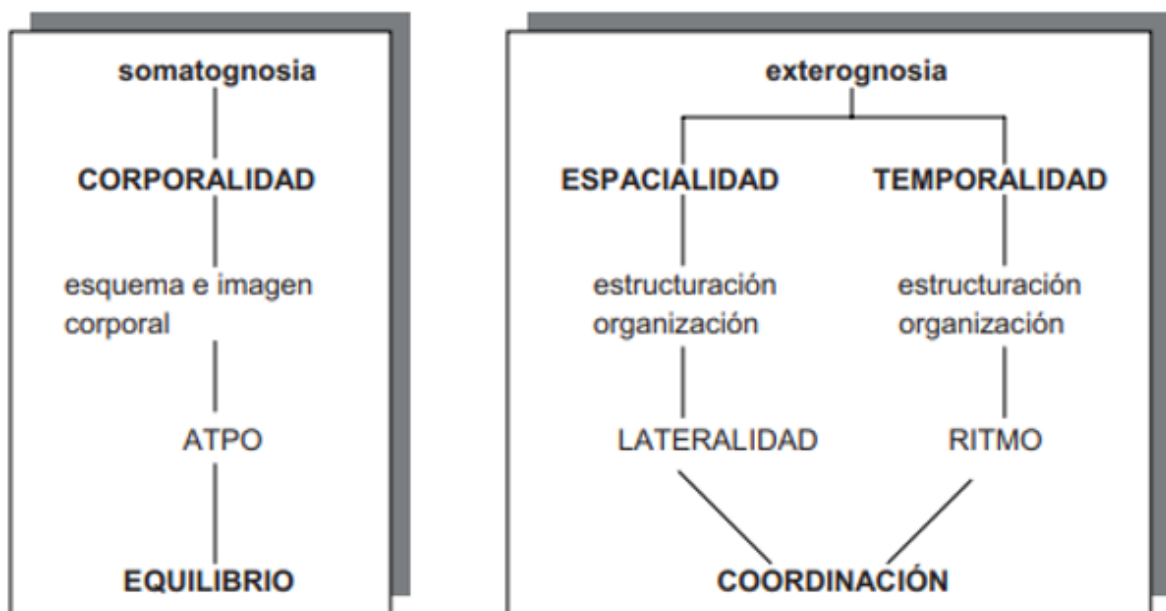 somatognosia
CORPORALIDAD
esquema e imagen
corporal
ATPO
EQUILIBRIO
exterognosia
ESPACIALIDAD
TEMPORALIDAD
estructuración
organización
estructuración
organización
LATERALIDAD
RITMO
COORDINACIÓN